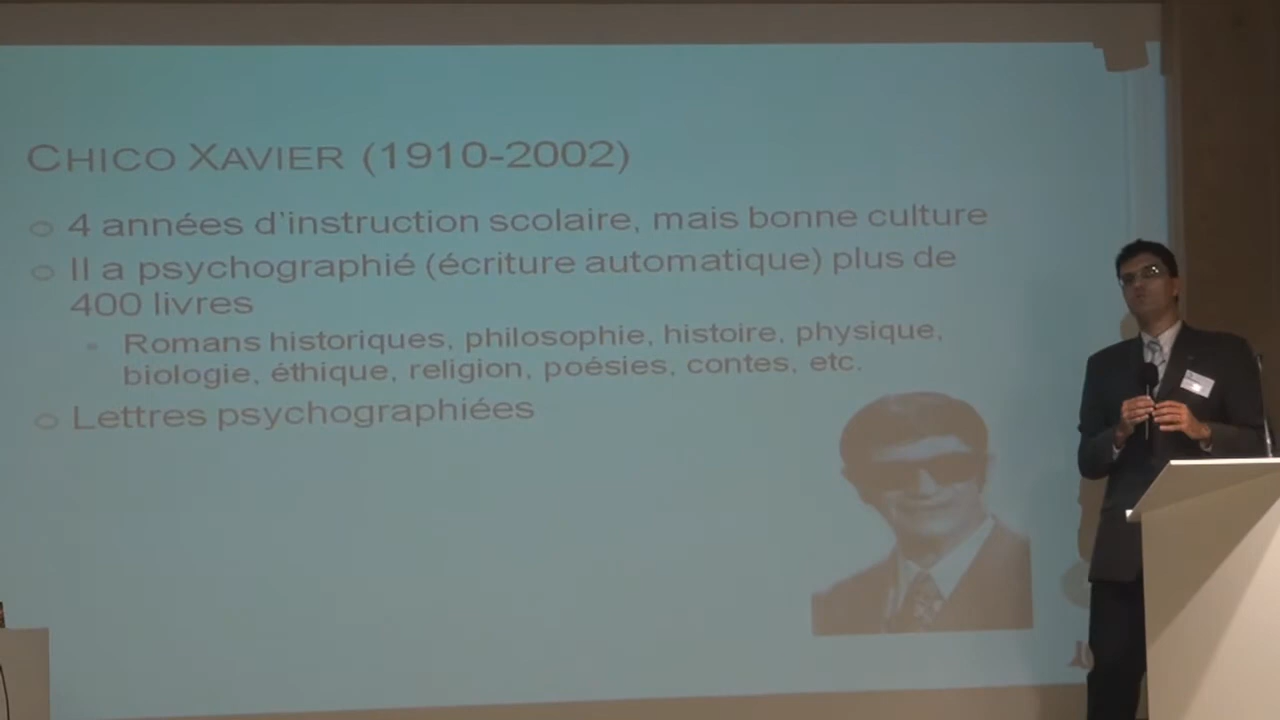 CHICO XAVIER (1910-2002)
4 années d'instruction scolaire, mais bonne culture
Il a psychographié (écriture automatique) plus de
400 livres
Romans historiques, philosophie, histoire, physique,
biologie, éthique, religion, poésies, contes, etc.
Lettres psychographiées